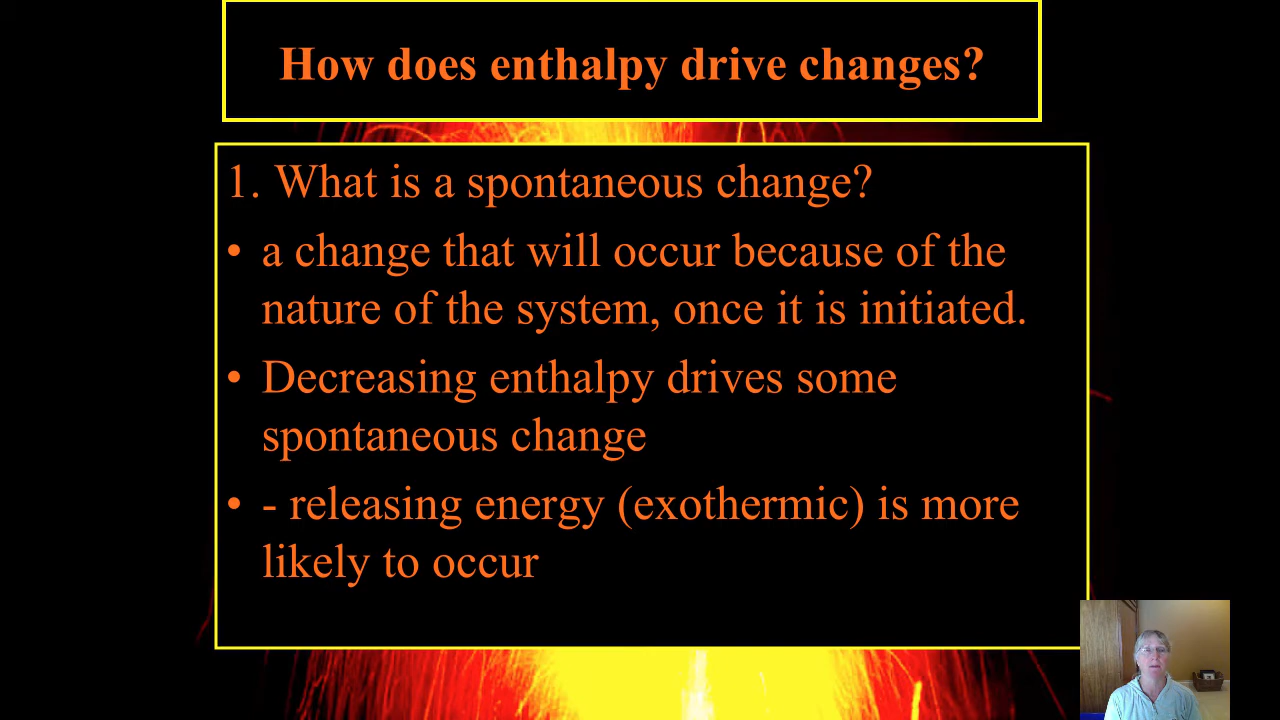 How does enthalpy drive changes?
1. What is a spontaneous change?
• a change that will occur because of the
nature of the system, once it is initiated.
• Decreasing enthalpy drives some
spontaneous change
• - releasing energy (exothermic) is more
likely to occur